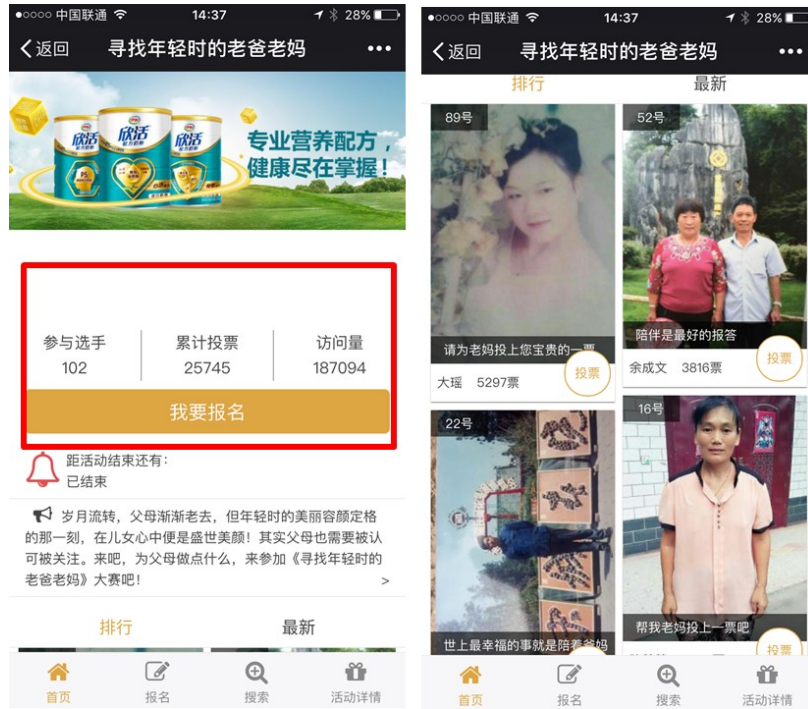 中国联通
14:37
28%
返回
寻找年轻时的老爸老妈
欣活
欣活
欣活
专业营养配方，
健康尽在掌握！
参与选手
累计投票
访问量
102
25745
187094
我要报名
距活动结束还有：
已结束
岁月流转，父母渐渐老去，但年轻时的美丽容颜定格
的那一刻，在儿女心中便是盛世美颜！其实父母也需要被认
可被关注。来吧，为父母做点什么，来参加《寻找年轻时的
老爸老妈》大赛吧！
>
排行
最新
首页
报名
搜索
活动详情
中国联通
14:37
28%
返回
寻找年轻时的老爸老妈
排行
最新
89号
请为老妈投上您宝贵的一票
大瑶 5297票
投票
52号
陪伴是最好的报答
余成文 3816票
投票
22号
世上最幸福的事就是陪着爸妈
16号
帮我老妈投上一票吧
投票
首页
报名
搜索
活动详情